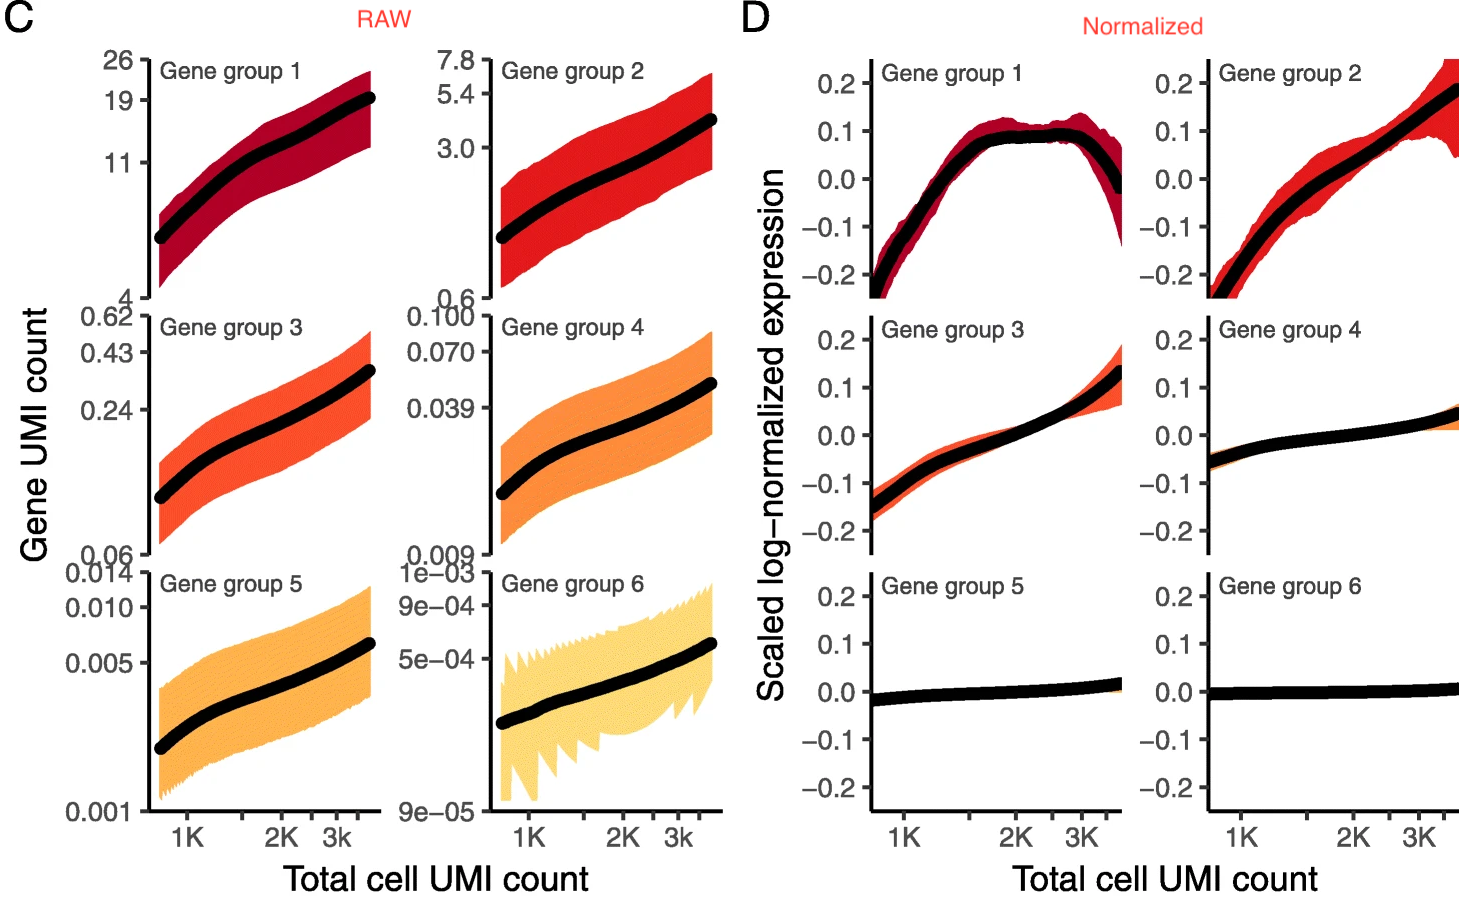 C
RAW
Gene UMI count
Gene group 1
26
19
11
4
Gene group 2
7.8
5.4
3.0
0.6
Gene group 3
0.62
0.43
0.24
0.06
Gene group 4
0.100
0.070
0.039
0.009
Gene group 5
0.014
0.010
0.005
0.001
Gene group 6
1e−03
9e−04
5e−04
9e−05
1K 2K 3k
1K 2K 3k
Total cell UMI count
D
Normalized
Scaled log−normalized expression
Gene group 1
0.2
0.1
0.0
−0.1
−0.2
Gene group 2
0.2
0.1
0.0
−0.1
−0.2
Gene group 3
0.2
0.1
0.0
−0.1
−0.2
Gene group 4
0.2
0.1
0.0
−0.1
−0.2
Gene group 5
0.2
0.1
0.0
−0.1
−0.2
Gene group 6
0.2
0.1
0.0
−0.1
−0.2
1K 2K 3K
1K 2K 3K
Total cell UMI count